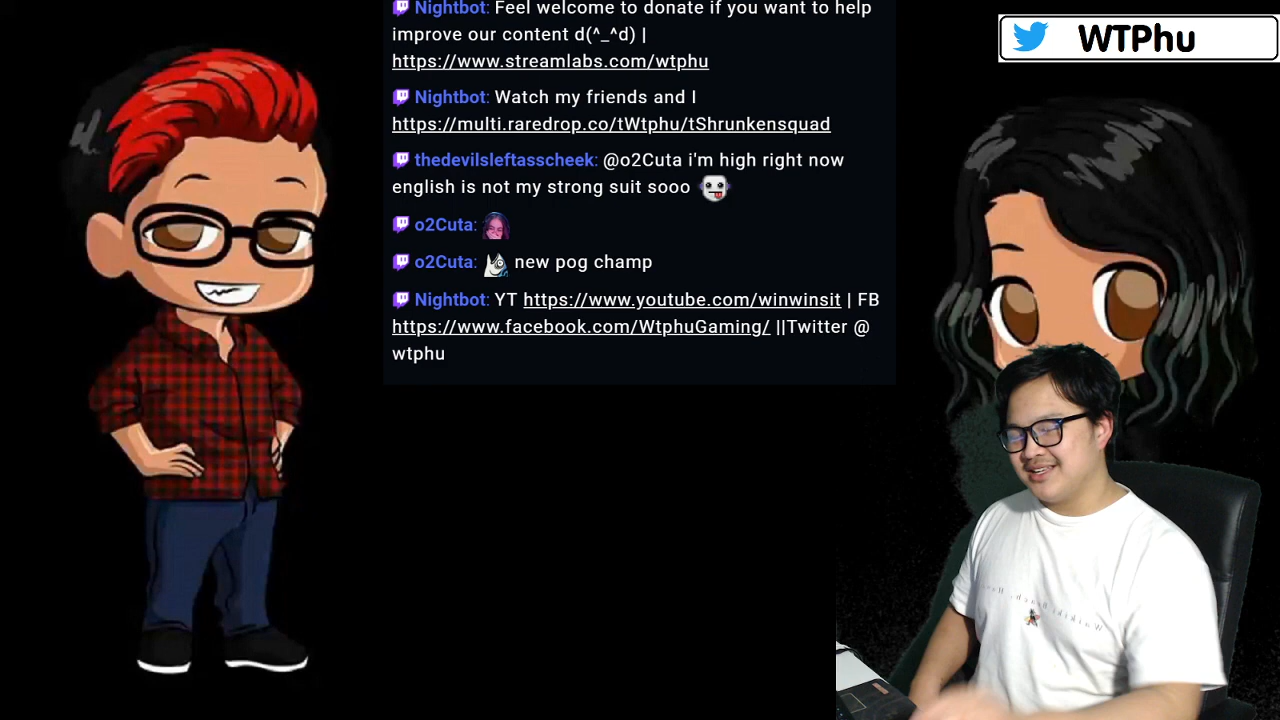 Nightbot: Feel welcome to donate if you want to help
improve our content d(^_^d) |
https://www.streamlabs.com/wtphu
Nightbot: Watch my friends and I
https://multi.raredrop.co/tWtphu/tShrunkensquad
thedevilsleftasscheek: @o2Cuta i'm high right now
english is not my strong suit sooo
o2Cuta:
o2Cuta: new pog champ
Nightbot: YT https://www.youtube.com/winwinsit | FB
https://www.facebook.com/WtphuGaming/ ||Twitter @
wtphu
WTPhu